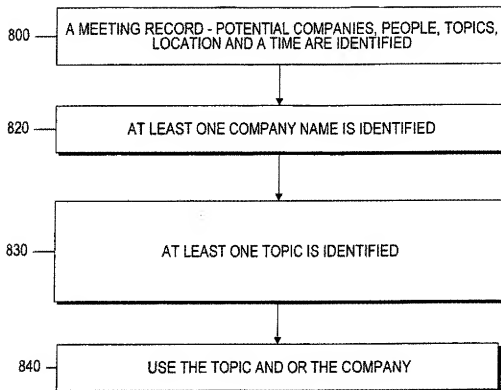 800
A MEETING RECORD - POTENTIAL COMPANIES, PEOPLE, TOPICS,
LOCATION AND A TIME ARE IDENTIFIED
820
AT LEAST ONE COMPANY NAME IS IDENTIFIED
830
AT LEAST ONE TOPIC IS IDENTIFIED
840
USE THE TOPIC AND OR THE COMPANY